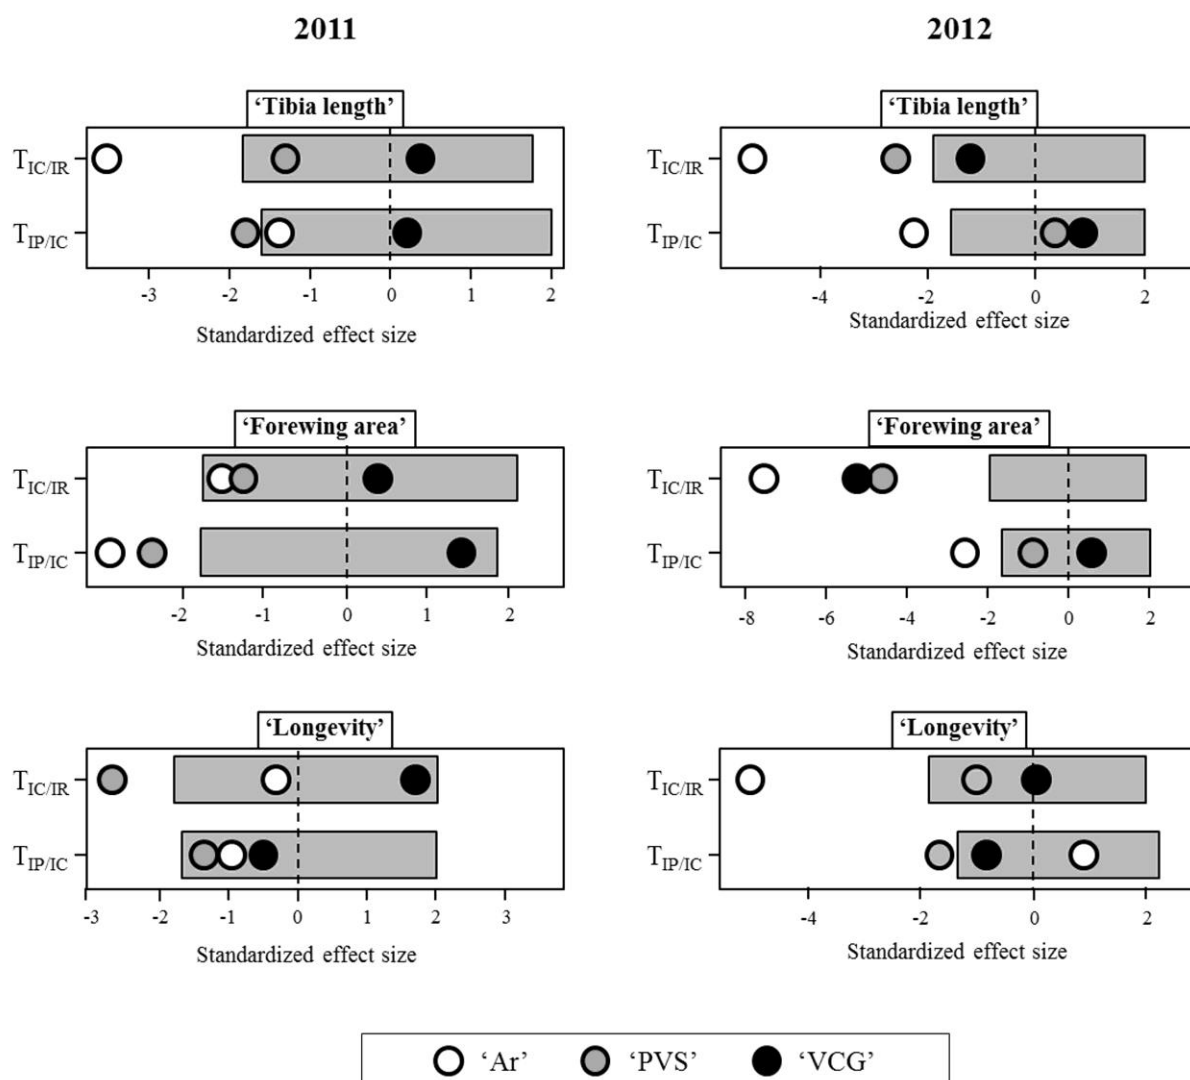 2011 2012
‘Tibia length’ ‘Tibia length’
TIC/IR TIC/IR
TIP/IC TIP/IC
-3 -2 -1 0 1 2 -4 -2 0 2
Standardized effect size Standardized effect size
‘Forewing area’ ‘Forewing area’
TIC/IR TIC/IR
TIP/IC TIP/IC
-2 -1 0 1 2 -8 -6 -4 -2 0 2
Standardized effect size Standardized effect size
‘Longevity’ ‘Longevity’
TIC/IR TIC/IR
TIP/IC TIP/IC
-3 -2 -1 0 1 2 3 -4 -2 0 2
Standardized effect size Standardized effect size
‘Ar’ ‘PVS’ ‘VCG’